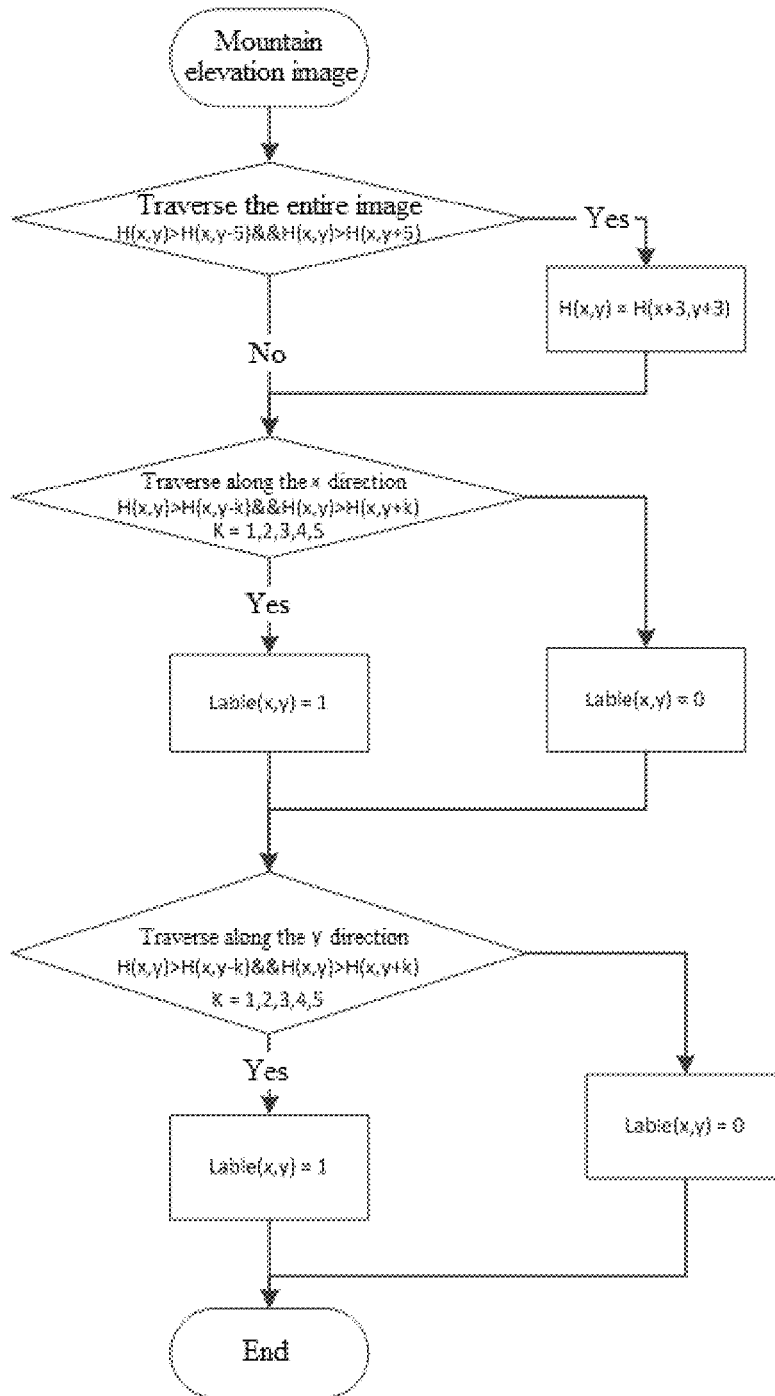 Mountain
elevation image
Traverse the entire image
H(x,y)>H(x,y-5)&&H(x,y)>H(x,y+5)
Yes
H(x,y) = H(x+3,y+3)
No
Traverse along the x direction
H(x,y)>H(x,y-k)&&H(x,y)>H(x,y+k)
K = 1,2,3,4,5
Yes
Lable(x,y) = 1
Lable(x,y) = 0
Traverse along the y direction
H(x,y)>H(x,y-k)&&H(x,y)>H(x,y+k)
K = 1,2,3,4,5
Yes
Lable(x,y) = 1
Lable(x,y) = 0
End